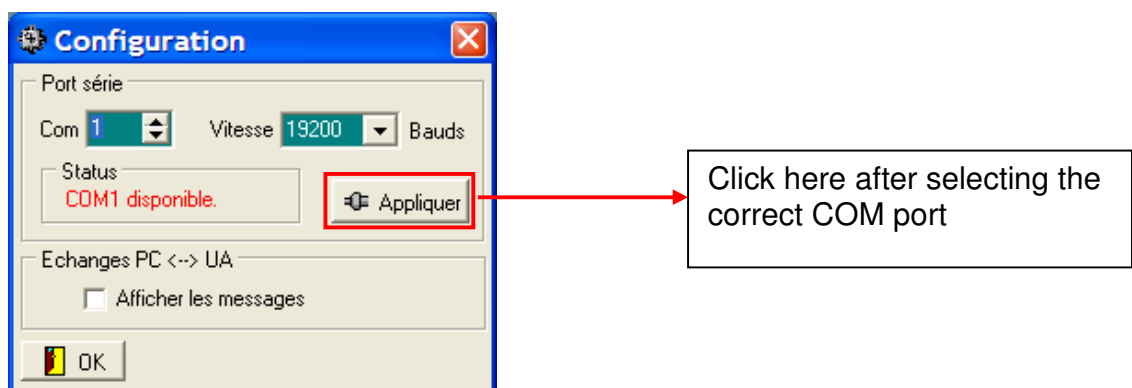 Configuration
Port série
Com 1 Vitesse 19200 Bauds
Status
COM1 disponible.
Appliquer
Click here after selecting the
correct COM port
Echanges PC <--> UA
Afficher les messages
OK